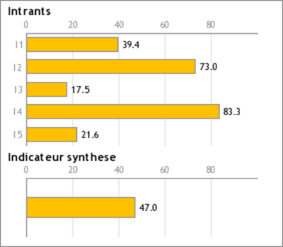 Intrants
0 20 40 60 80
I1 39.4
I2 73.0
I3 17.5
I4 83.3
I5 21.6
Indicateur synthese
0 20 40 60 80
47.0